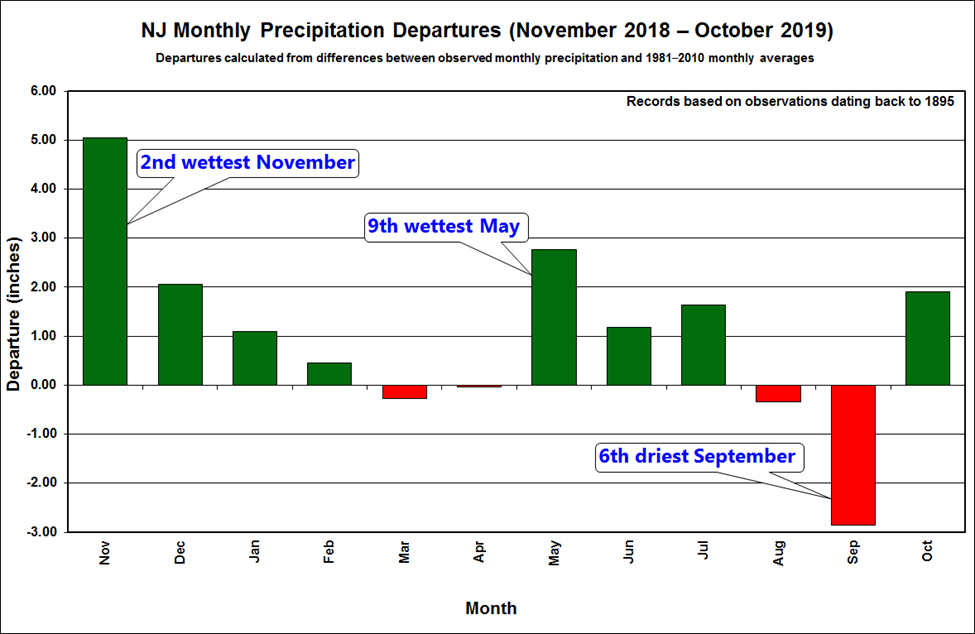 NJ Monthly Precipitation Departures (November 2018 – October 2019)
Departures calculated from differences between observed monthly precipitation and 1981–2010 monthly averages
Records based on observations dating back to 1895
6.00
5.00
4.00
3.00
2.00
1.00
0.00
-1.00
-2.00
-3.00
Departure (inches)
2nd wettest November
9th wettest May
6th driest September
Nov
Dec
Jan
Feb
Mar
Apr
May
Jun
Jul
Aug
Sep
Oct
Month